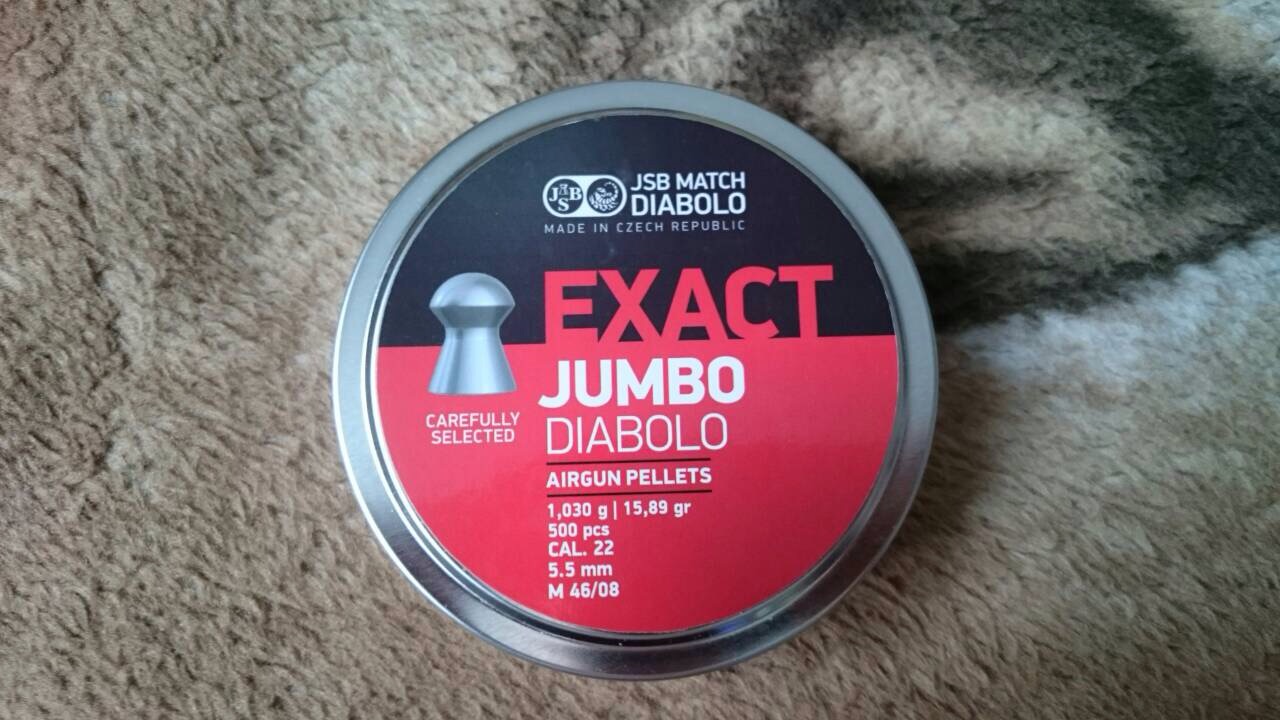 JSB
JSB MATCH
DIABOLO
MADE IN CZECH REPUBLIC
EXACT
JUMBO
DIABOLO
CAREFULLY
SELECTED
AIRGUN PELLETS
1,030 g | 15,89 gr
500 pcs
CAL. 22
5.5 mm
M 46/08